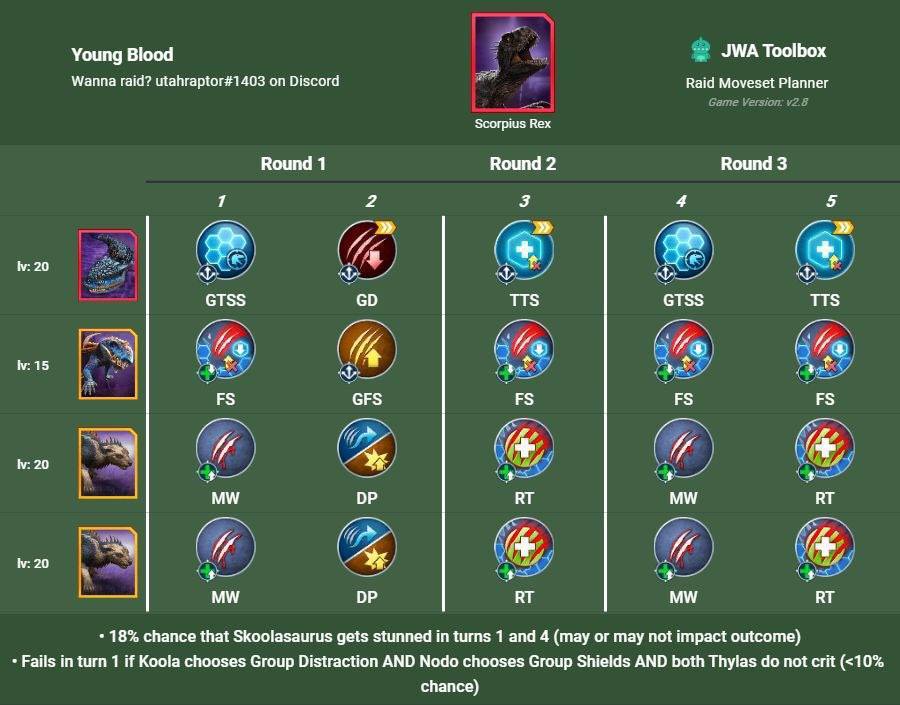 Young Blood
Wanna raid? utahraptor#1403 on Discord
Scorpius Rex
JWA Toolbox
Raid Moveset Planner
Game Version: v2.8
Round 1 Round 2 Round 3
1 2 3 4 5
lv: 20
GTSS GD TTS GTSS TTS
lv: 15
FS GFS FS FS FS
lv: 20
MW DP RT MW RT
lv: 20
MW DP RT MW RT
• 18% chance that Skoolasaurus gets stunned in turns 1 and 4 (may or may not impact outcome)
• Fails in turn 1 if Koola chooses Group Distraction AND Nodo chooses Group Shields AND both Thylas do not crit (<10%
chance)